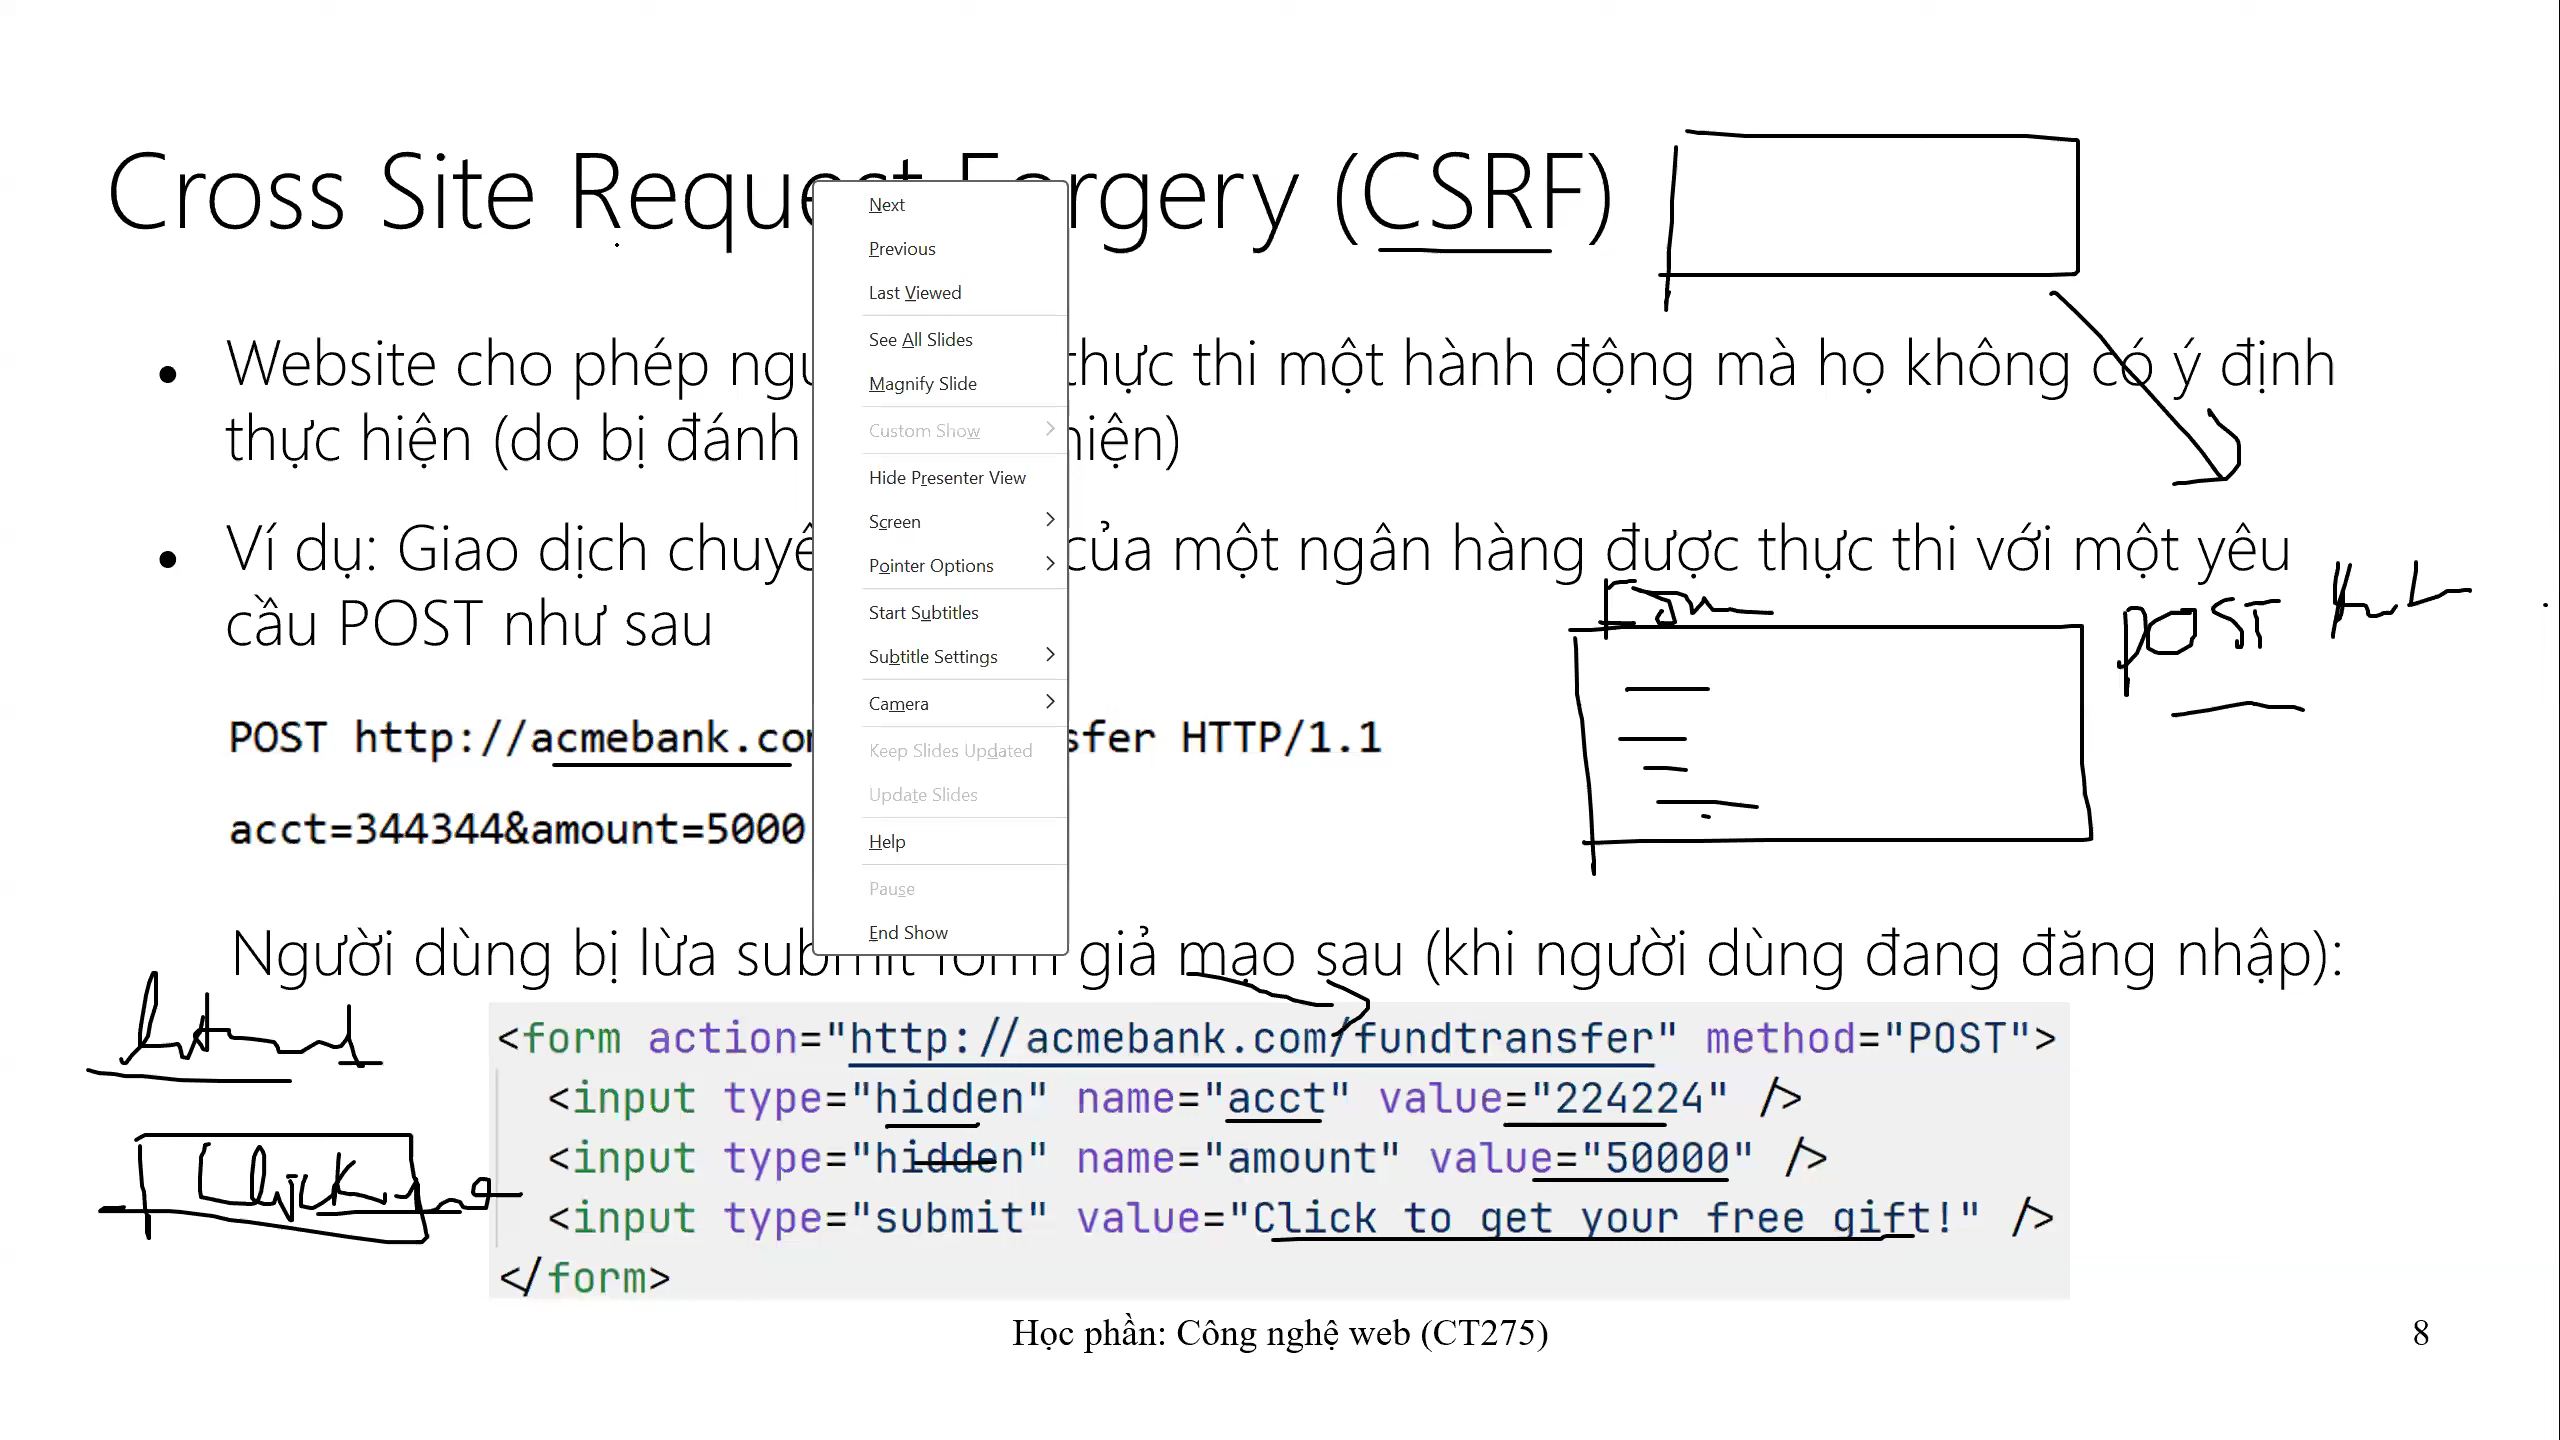 Cross Site Reque Forgery (CSRF)
Website cho phép thực thi một hành động mà họ không có ý định
thực hiện (do bị đánh
Ví dụ: Giao dịch của một ngân hàng được thực thi với một yêu
cầu POST như sau
POST http://acmebank.co HTTP/1.1
acct=344344&amount=5000
Người dùng bị lừa submit form giả mạo sau (khi người dùng đang đăng nhập):
<form action="http://acmebank.com/fundtransfer" method="POST">
<input type="hidden" name="acct" value="224224" />
<input type="hidden" name="amount" value="50000" />
<input type="submit" value="Click to get your free gift!" />
</form>
Học phần: Công nghệ web (CT275)
8
Next
Previous
Last Viewed
See All Slides
Magnify Slide
Custom Show
Hide Presenter View
Screen
Pointer Options
Start Subtitles
Subtitle Settings
Camera
Keep Slides Updated
Update Slides
Help
Pause
End Show
Form
POST
Click